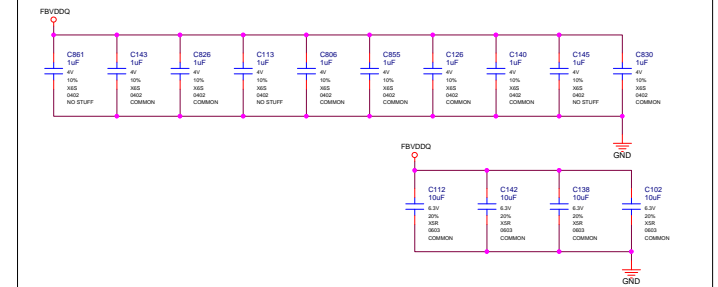 FBVDDQ
C861
1uF
4V
10%
X6S
0402
NO STUFF
C143
1uF
4V
10%
X6S
0402
COMMON
C826
1uF
4V
10%
X6S
0402
COMMON
C113
1uF
4V
10%
X6S
0402
NO STUFF
C806
1uF
4V
10%
X6S
0402
COMMON
C855
1uF
4V
10%
X6S
0402
COMMON
C126
1uF
4V
10%
X6S
0402
COMMON
C140
1uF
4V
10%
X6S
0402
COMMON
C145
1uF
4V
10%
X6S
0402
NO STUFF
C830
1uF
4V
10%
X6S
0402
COMMON
GND
FBVDDQ
C112
10uF
6.3V
20%
X5R
0603
COMMON
C142
10uF
6.3V
20%
X5R
0603
COMMON
C138
10uF
6.3V
20%
X5R
0603
COMMON
C102
10uF
6.3V
20%
X5R
0603
COMMON
GND